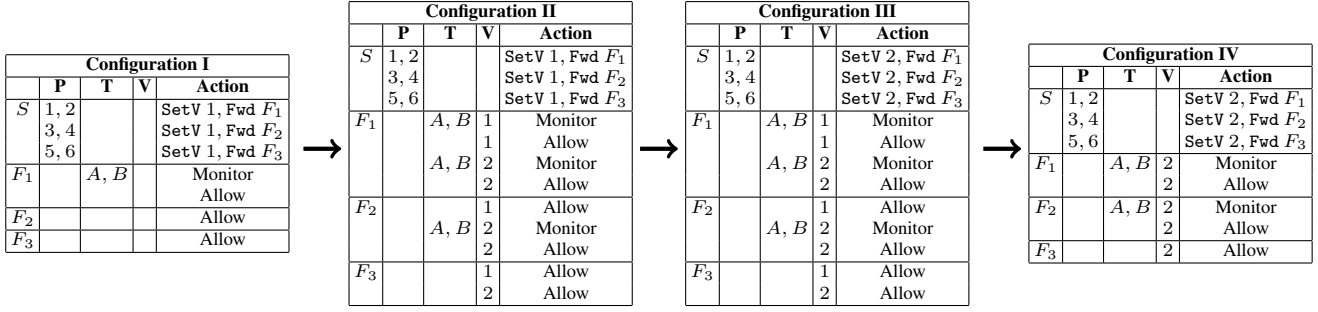 Configuration I
P T V Action
S 1, 2 SetV 1, Fwd F1
3, 4 SetV 1, Fwd F2
5, 6 SetV 1, Fwd F3
F1 A, B Monitor
Allow
F2 Allow
F3 Allow
Configuration II
P T V Action
S 1, 2 SetV 1, Fwd F1
3, 4 SetV 1, Fwd F2
5, 6 SetV 1, Fwd F3
F1 A, B 1 Monitor
1 Allow
A, B 2 Monitor
2 Allow
F2 1 Allow
A, B 2 Monitor
2 Allow
F3 1 Allow
2 Allow
Configuration III
P T V Action
S 1, 2 SetV 2, Fwd F1
3, 4 SetV 2, Fwd F2
5, 6 SetV 2, Fwd F3
F1 A, B 1 Monitor
1 Allow
A, B 2 Monitor
2 Allow
F2 1 Allow
A, B 2 Monitor
2 Allow
F3 1 Allow
2 Allow
Configuration IV
P T V Action
S 1, 2 SetV 2, Fwd F1
3, 4 SetV 2, Fwd F2
5, 6 SetV 2, Fwd F3
F1 A, B 2 Monitor
2 Allow
F2 A, B 2 Monitor
2 Allow
F3 2 Allow